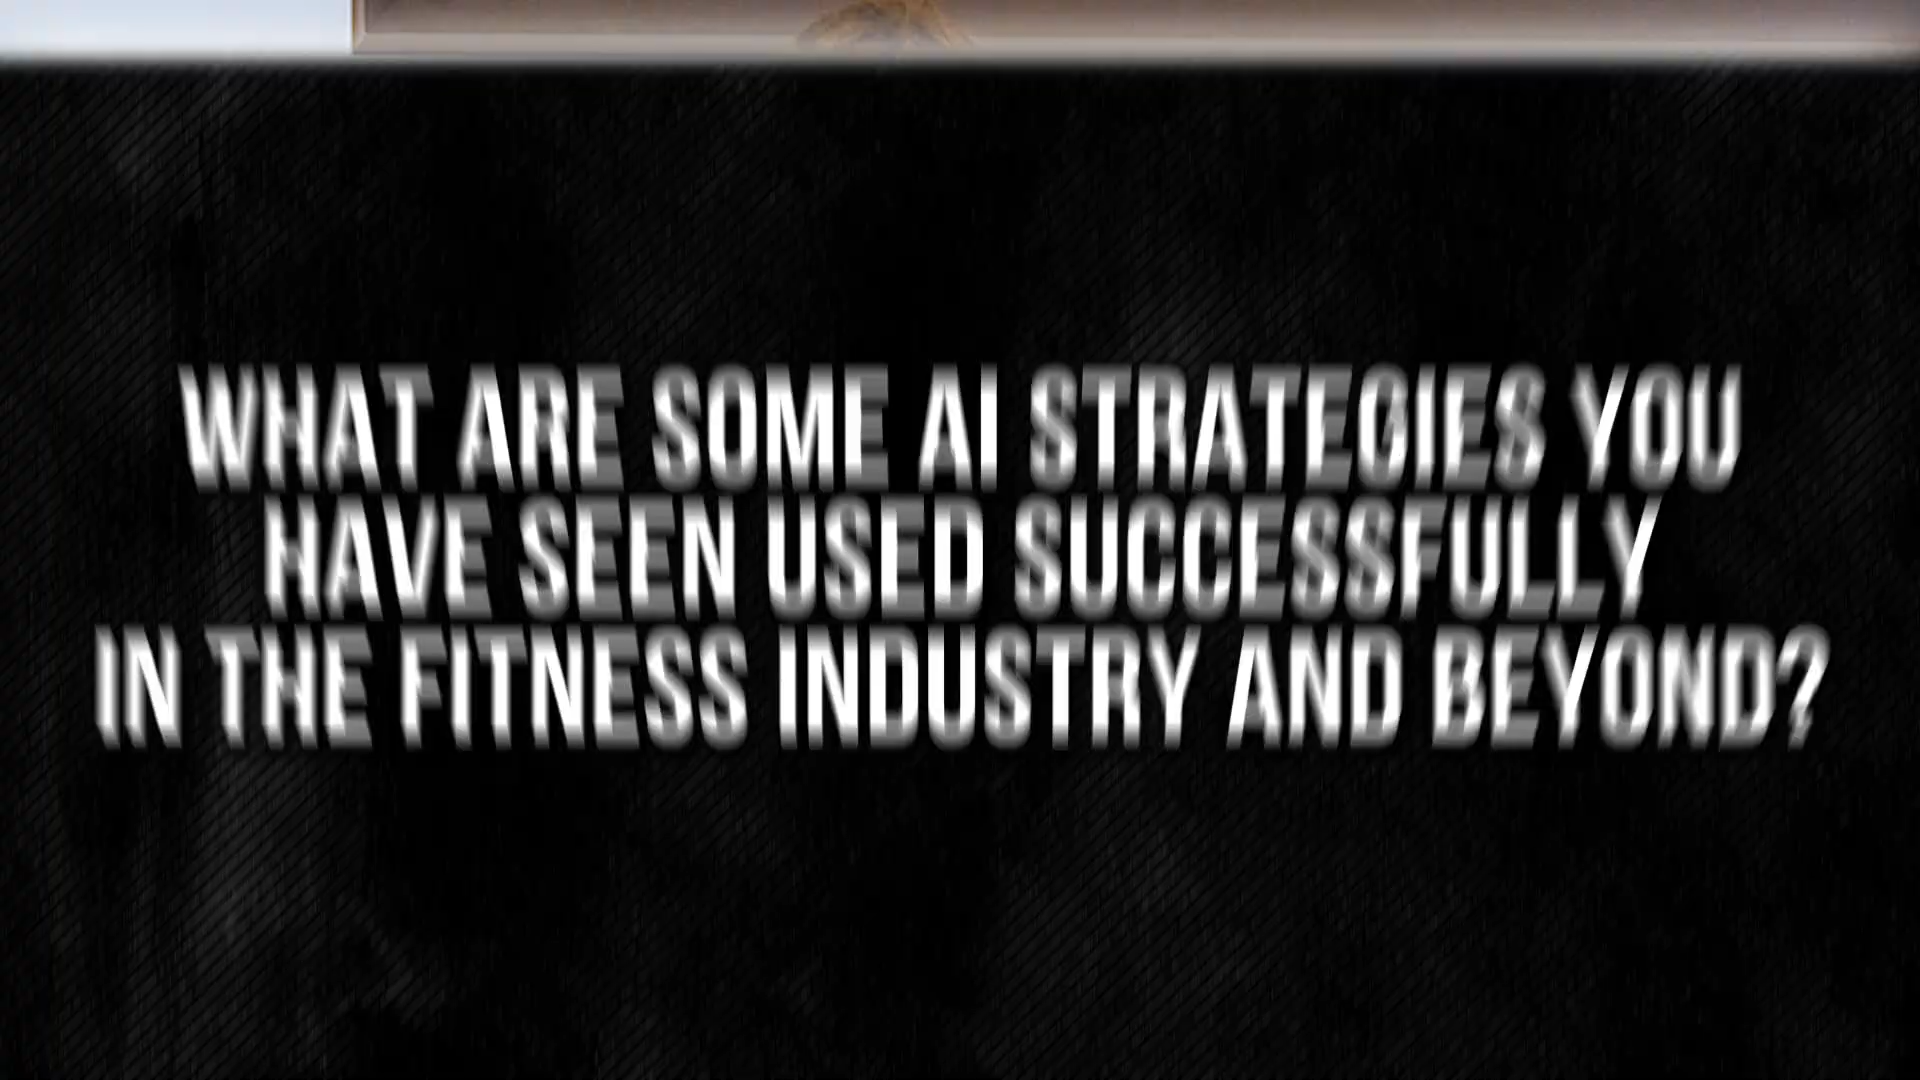 WHAT ARE SOME AI STRATEGIES YOU
HAVE SEEN USED SUCCESSFULLY
IN THE FITNESS INDUSTRY AND BEYOND?